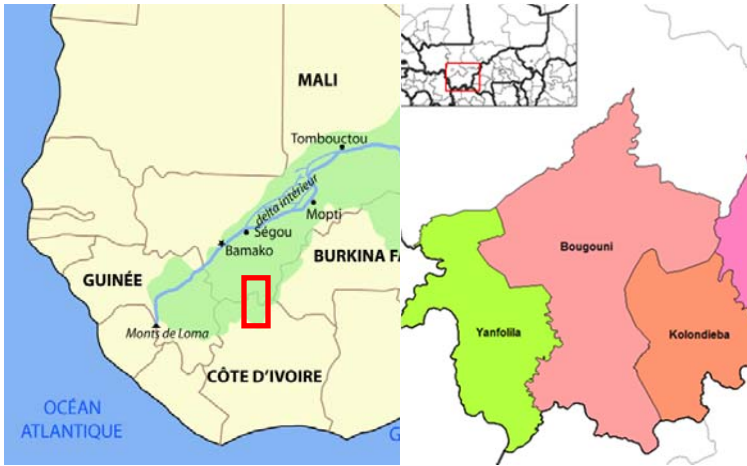 MALI
Tombouctou
delta intérieur
Mopti
Ségou
Bamako
BURKINA FA
GUINÉE
Monts de Loma
CÔTE D'IVOIRE
OCÉAN
ATLANTIQUE
G
Bougouni
Yanfolila
Kolondieba